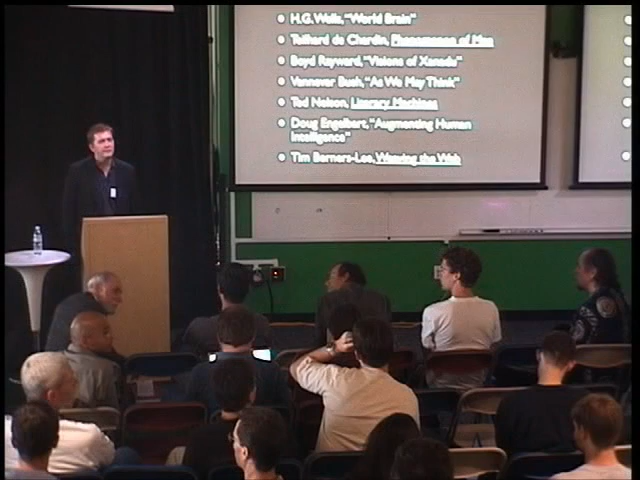 H.G. Wells, "World Brain"
Teilhard de Chardin, Phenomenon of Man
Boyd Rayward, "Visions of Xanadu"
Vannevar Bush, "As We May Think"
Ted Nelson, Literary Machines
Doug Engelbart, "Augmenting Human
Intelligence"
Tim Berners-Lee, Weaving the Web